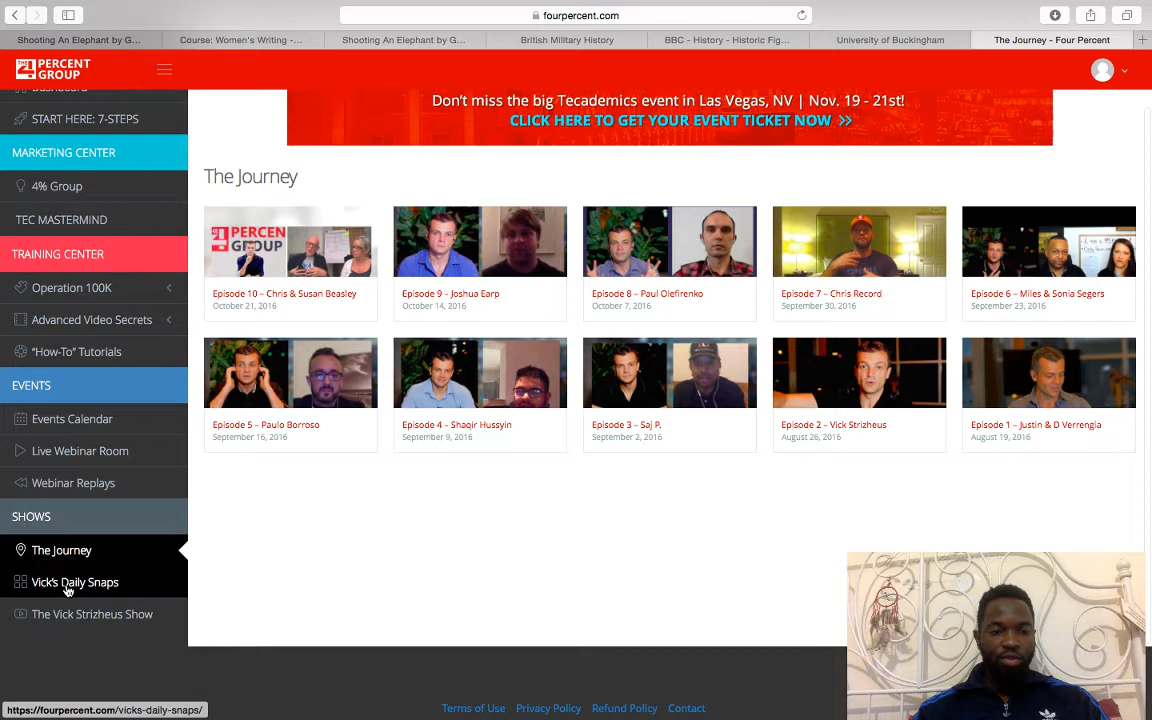 fourpercent.com
Shooting An Elephant by G...
Course: Women's Writing -...
Shooting An Elephant by G...
British Military History
BBC - History - Historic Fig...
University of Buckingham
The Journey - Four Percent
THE 4 PERCENT
GROUP
Dashboard
START HERE: 7-STEPS
MARKETING CENTER
4% Group
TEC MASTERMIND
TRAINING CENTER
Operation 100K
Advanced Video Secrets
“How-To” Tutorials
EVENTS
Events Calendar
Live Webinar Room
Webinar Replays
SHOWS
The Journey
Vick's Daily Snaps
The Vick Strizheus Show
Don't miss the big Tecademics event in Las Vegas, NV | Nov. 19 - 21st!
CLICK HERE TO GET YOUR EVENT TICKET NOW >>
The Journey
Episode 10 – Chris & Susan Beasley
October 21, 2016
Episode 9 – Joshua Earp
October 14, 2016
Episode 8 – Paul Olefirenko
October 7, 2016
Episode 7 – Chris Record
September 30, 2016
Episode 6 – Miles & Sonia Segers
September 23, 2016
Episode 5 – Paulo Borroso
September 16, 2016
Episode 4 – Shaqir Hussyin
September 9, 2016
Episode 3 – Saj P.
September 2, 2016
Episode 2 – Vick Strizheus
August 26, 2016
Episode 1 – Justin & D Verrengia
August 19, 2016
Terms of Use Privacy Policy Refund Policy Contact
https://fourpercent.com/vicks-daily-snaps/